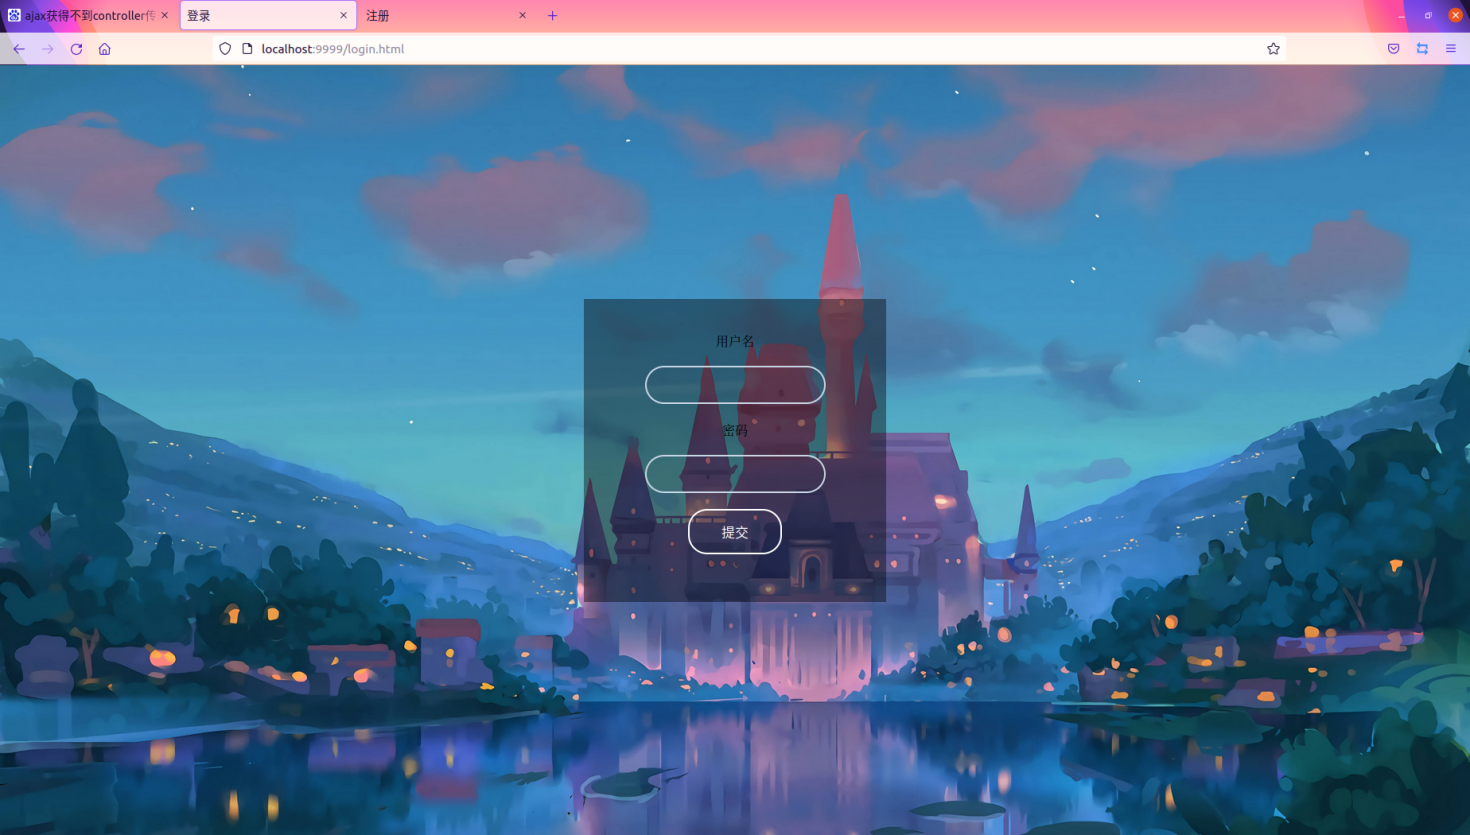 ajax获得不到controller传
登录
注册
localhost:9999/login.html
用户名
密码
提交